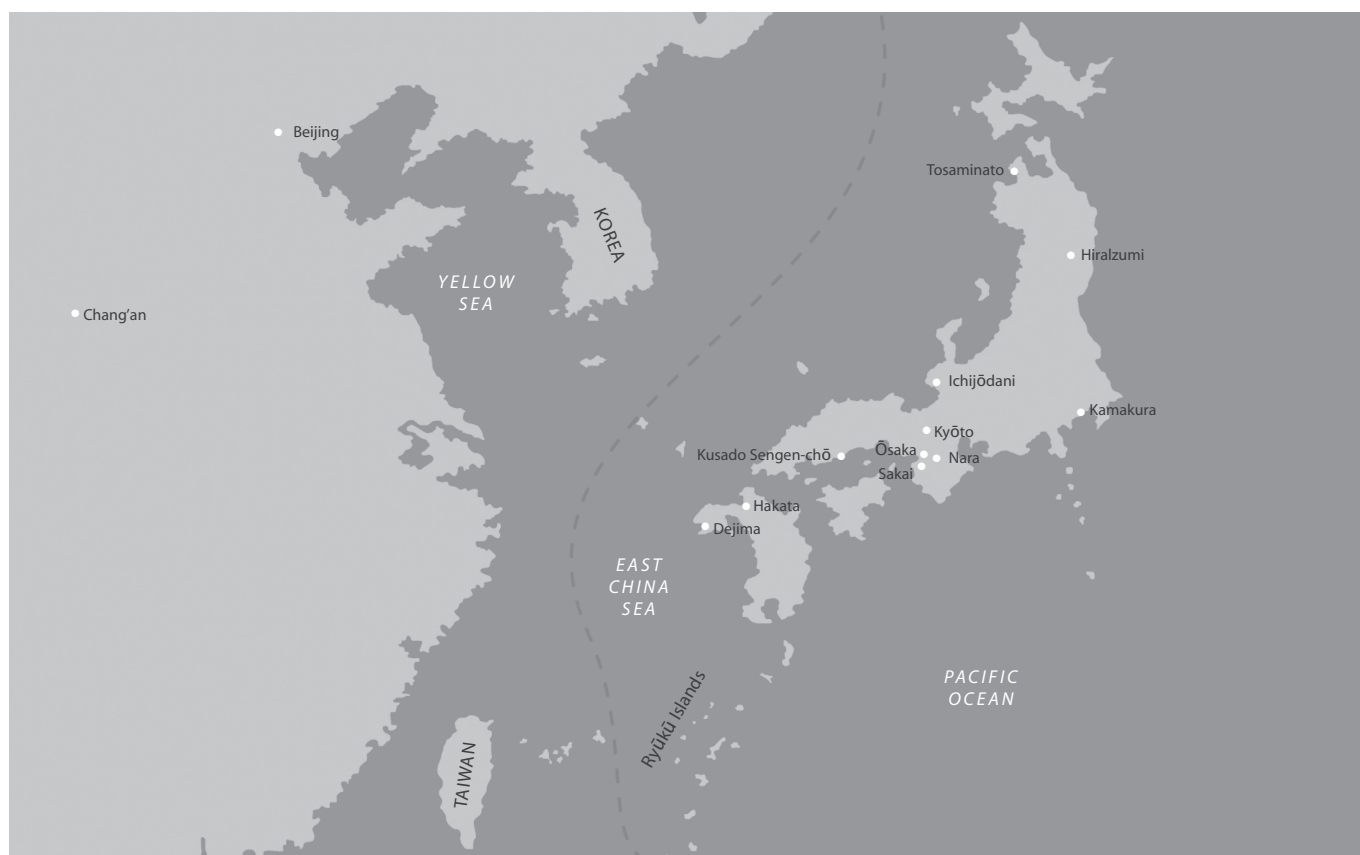 Beijing
Tosaminato
KOREA
Hiralzumi
YELLOW
SEA
Chang'an
Ichijōdani
Kamakura
Kyōto
Ōsaka
Kusado Sengen-chō
Nara
Sakai
Hakata
Dejima
EAST
CHINA
SEA
PACIFIC
OCEAN
Ryūkū Islands
TAIWAN